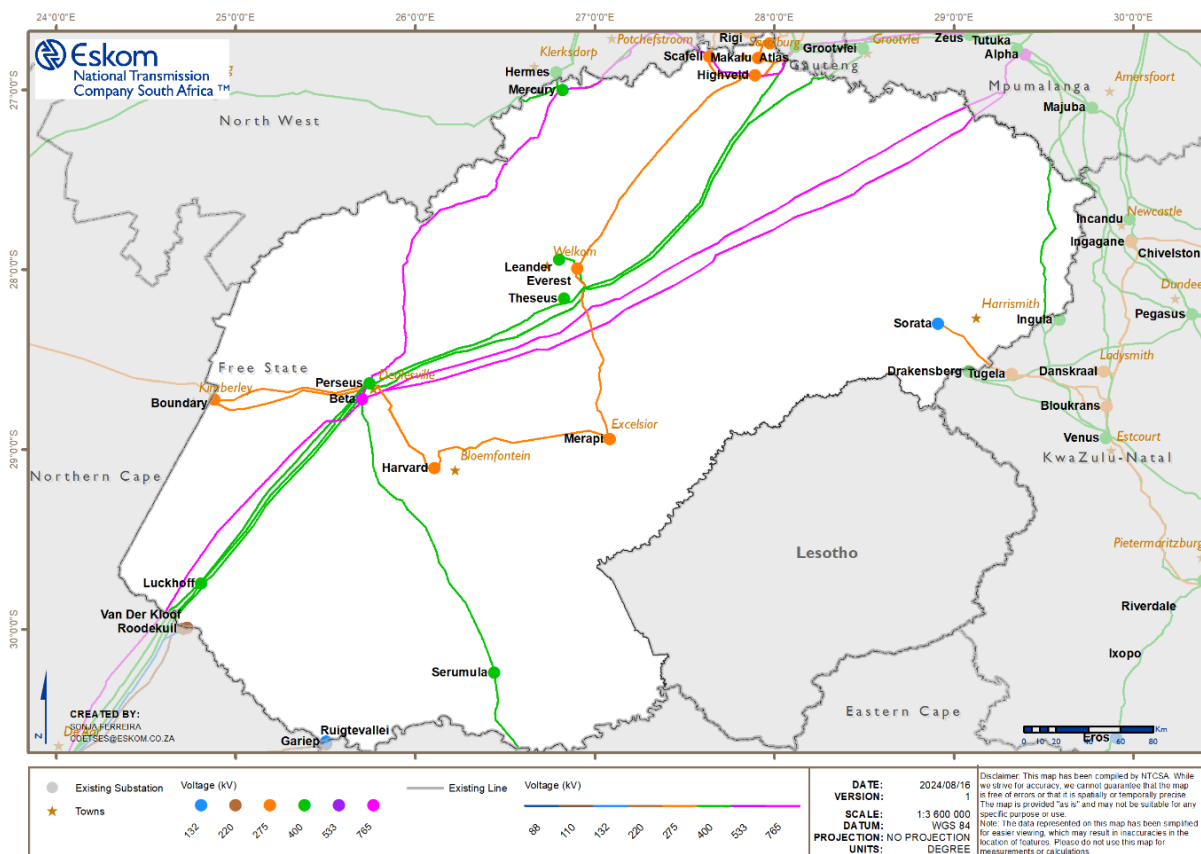 24°0'0"E
25°0'0"E
26°0'0"E
27°0'0"E
28°0'0"E
29°0'0"E
30°0'0"E
Eskom
National Transmission
Company South Africa ™
Potchefstroom
Klerksdorp
Hermes
Mercury
Rigi
Scafell
Makalu
Atlas
Highveld
Grootvlei
Grootvlei
Gauteng
Zeus
Tutuka
Alpha
Mpumalanga
Amersfoort
Majuba
27°0'0"S
North West
Incandu
Newcastle
Ingagane
Chivelston
28°0'0"S
Welkom
Leander
Everest
Theseus
Dundee
Pegasus
Harrismith
Sorata
Ingula
Ladysmith
Free State
Kimberley
Boundary
Perseus
Dealesville
Beta
Drakensberg
Tugela
Danskraal
Bloukrans
Excelsior
Merapi
Venus
Estcourt
KwaZulu-Natal
29°0'0"S
Northern Cape
Harvard
Bloemfontein
Pietermaritzburg
Lesotho
Luckhoff
Van Der Kloof
Roodekuil
Riverdale
30°0'0"S
Ixopo
Serumula
Eastern Cape
CREATED BY:
SONJA FERREIRA
COETSES@ESKOM.CO.ZA
De Aar
Z
Ruigtevallei
Gariep
Eros
0 10 20 40 60 80 Km
Existing Substation
Towns
Voltage (kV)
132
220
275
400
533
765
Existing Line
Voltage (kV)
88
110
132
220
275
400
533
765
DATE: 2024/08/16
VERSION: 1
SCALE: 1:3 600 000
DATUM: WGS 84
PROJECTION: NO PROJECTION
UNITS: DEGREE
Disclaimer: This map has been compiled by NTCSA. While
we strive for accuracy, we cannot guarantee that the map
is free of errors or that it is spatially or temporally precise.
The map is provided "as is" and may not be suitable for any
specific purpose or use.
Note: The data represented on this map has been simplified
for easier viewing, which may result in inaccuracies in the
location of features. Please do not use this map for
measurements or calculations.